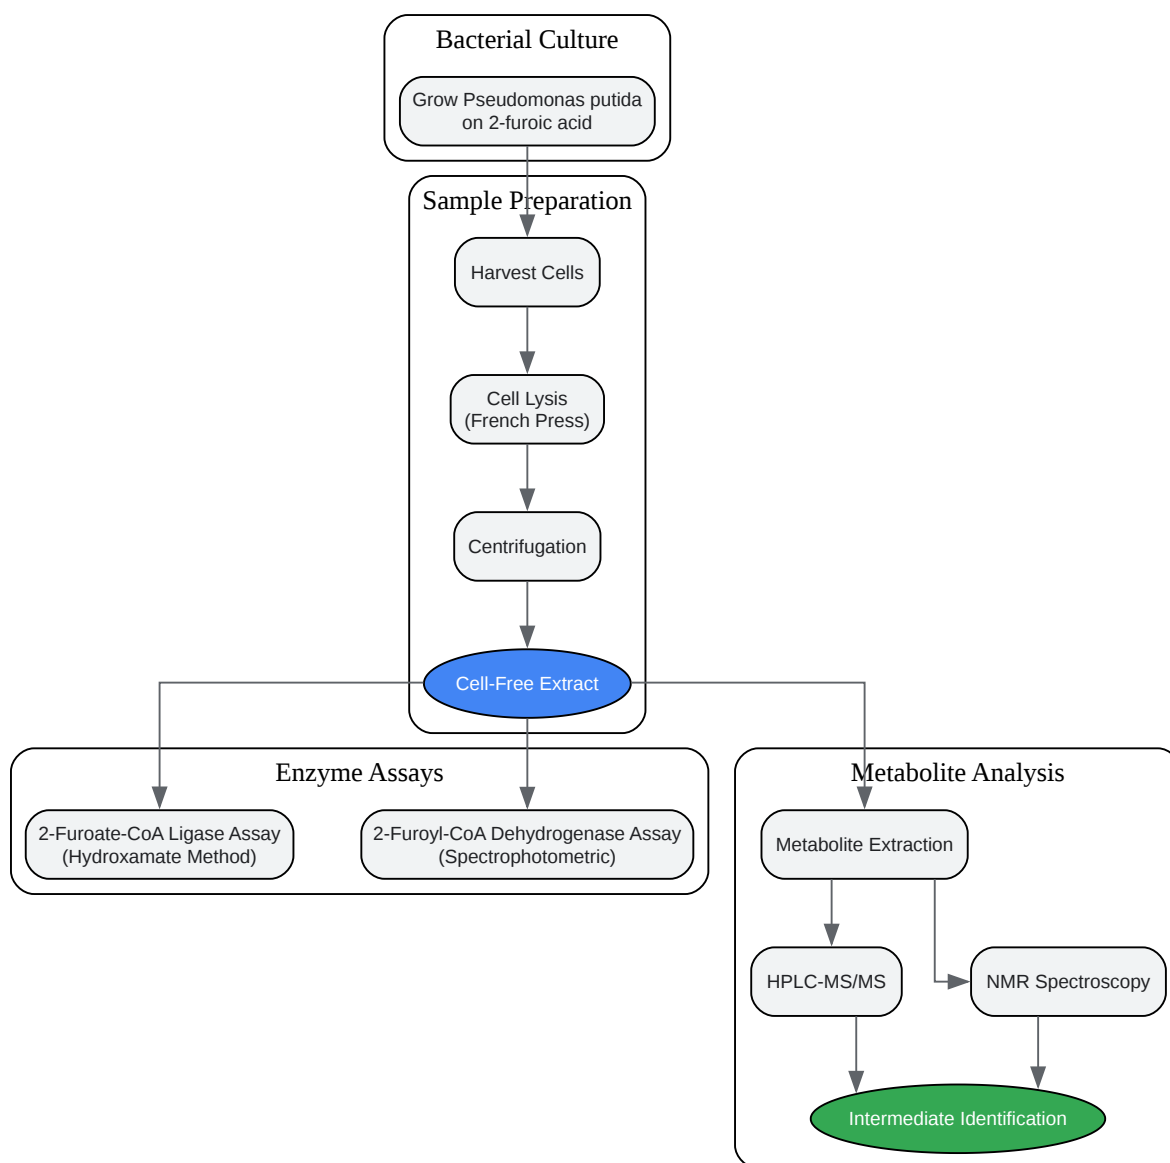 Bacterial Culture
Grow Pseudomonas putida
on 2-furoic acid
Sample Preparation
Harvest Cells
Cell Lysis
(French Press)
Centrifugation
Cell-Free Extract
Enzyme Assays
2-Furoate-CoA Ligase Assay
(Hydroxamate Method)
2-Furoyl-CoA Dehydrogenase Assay
(Spectrophotometric)
Metabolite Analysis
Metabolite Extraction
HPLC-MS/MS
NMR Spectroscopy
Intermediate Identification